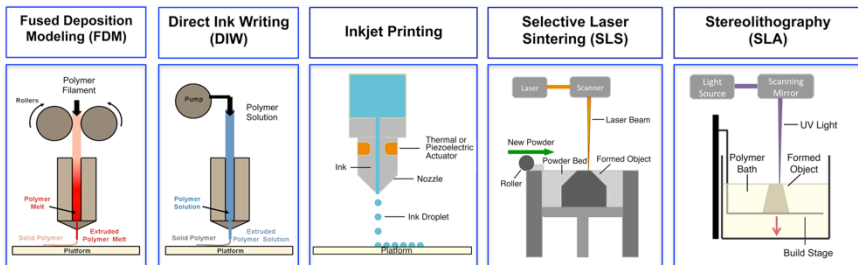 Fused Deposition
Modeling (FDM)
Polymer
Filament
Rollers
Polymer
Melt
Solid Polymer
Extruded
Polymer Melt
Platform
Direct Ink Writing
(DIW)
Pump
Polymer
Solution
Polymer
Solution
Solid Polymer
Extruded
Polymer Solution
Platform
Inkjet Printing
Thermal or
Piezoelectric
Actuator
Ink
Nozzle
Ink Droplet
Platform
Selective Laser
Sintering (SLS)
Laser
Scanner
Laser Beam
New Powder
Powder Bed
Formed Object
Roller
Stereolithography
(SLA)
Light
Source
Scanning
Mirror
UV Light
Polymer
Bath
Formed
Object
Build Stage